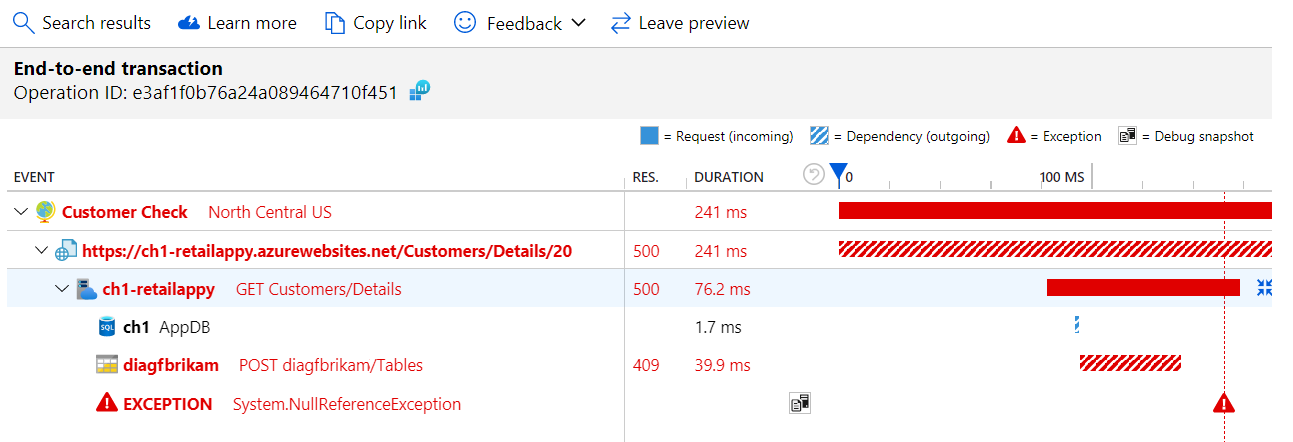 Search results Learn more Copy link Feedback Leave preview
End-to-end transaction
Operation ID: e3af1f0b76a24a089464710f451
= Request (incoming) = Dependency (outgoing) = Exception = Debug snapshot
EVENT RES. DURATION 0 100 MS
Customer Check North Central US 241 ms
https://ch1-retailappy.azurewebsites.net/Customers/Details/20 500 241 ms
ch1-retailappy GET Customers/Details 500 76.2 ms
SQL ch1 AppDB 1.7 ms
diagfbrikam POST diagfbrikam/Tables 409 39.9 ms
EXCEPTION System.NullReferenceException